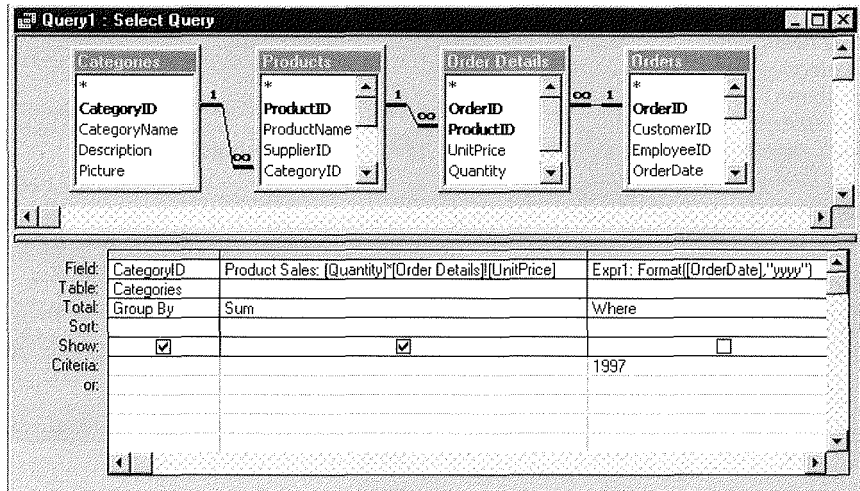 Query1 : Select Query
Categories
*
CategoryID
CategoryName
Description
Picture
1
∞
Products
*
ProductID
ProductName
SupplierID
CategoryID
1
∞
Order Details
*
OrderID
ProductID
UnitPrice
Quantity
∞ 1
Orders
*
OrderID
CustomerID
EmployeeID
OrderDate
Field: CategoryID Product Sales: [Quantity]*[Order Details]![UnitPrice] Expr1: Format([OrderDate],"yyyy")
Table: Categories
Total: Group By Sum Where
Sort:
Show:
Criteria: 1997
or: